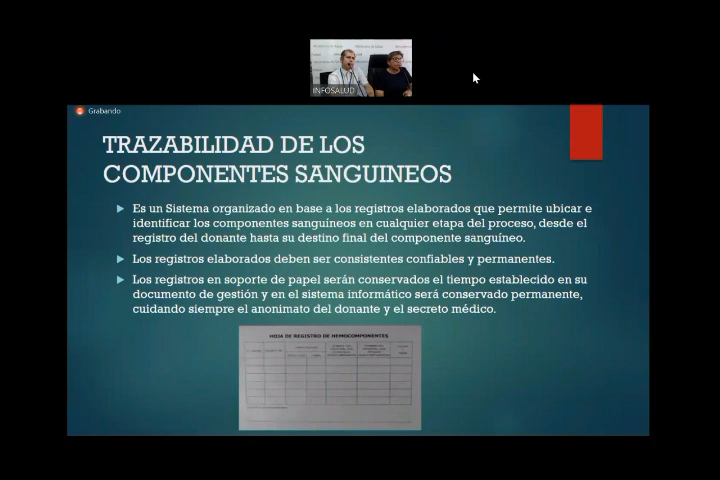 INFOSALUD
Grabando
TRAZABILIDAD DE LOS
COMPONENTES SANGUINEOS
Es un Sistema organizado en base a los registros elaborados que permite ubicar e
identificar los componentes sanguíneos en cualquier etapa del proceso, desde el
registro del donante hasta su destino final del componente sanguíneo.
Los registros elaborados deben ser consistentes confiables y permanentes.
Los registros en soporte de papel serán conservados el tiempo establecido en su
documento de gestión y en el sistema informático será conservado permanente,
cuidando siempre el anonimato del donante y el secreto médico.
HOJA DE REGISTRO DE HEMOCOMPONENTES